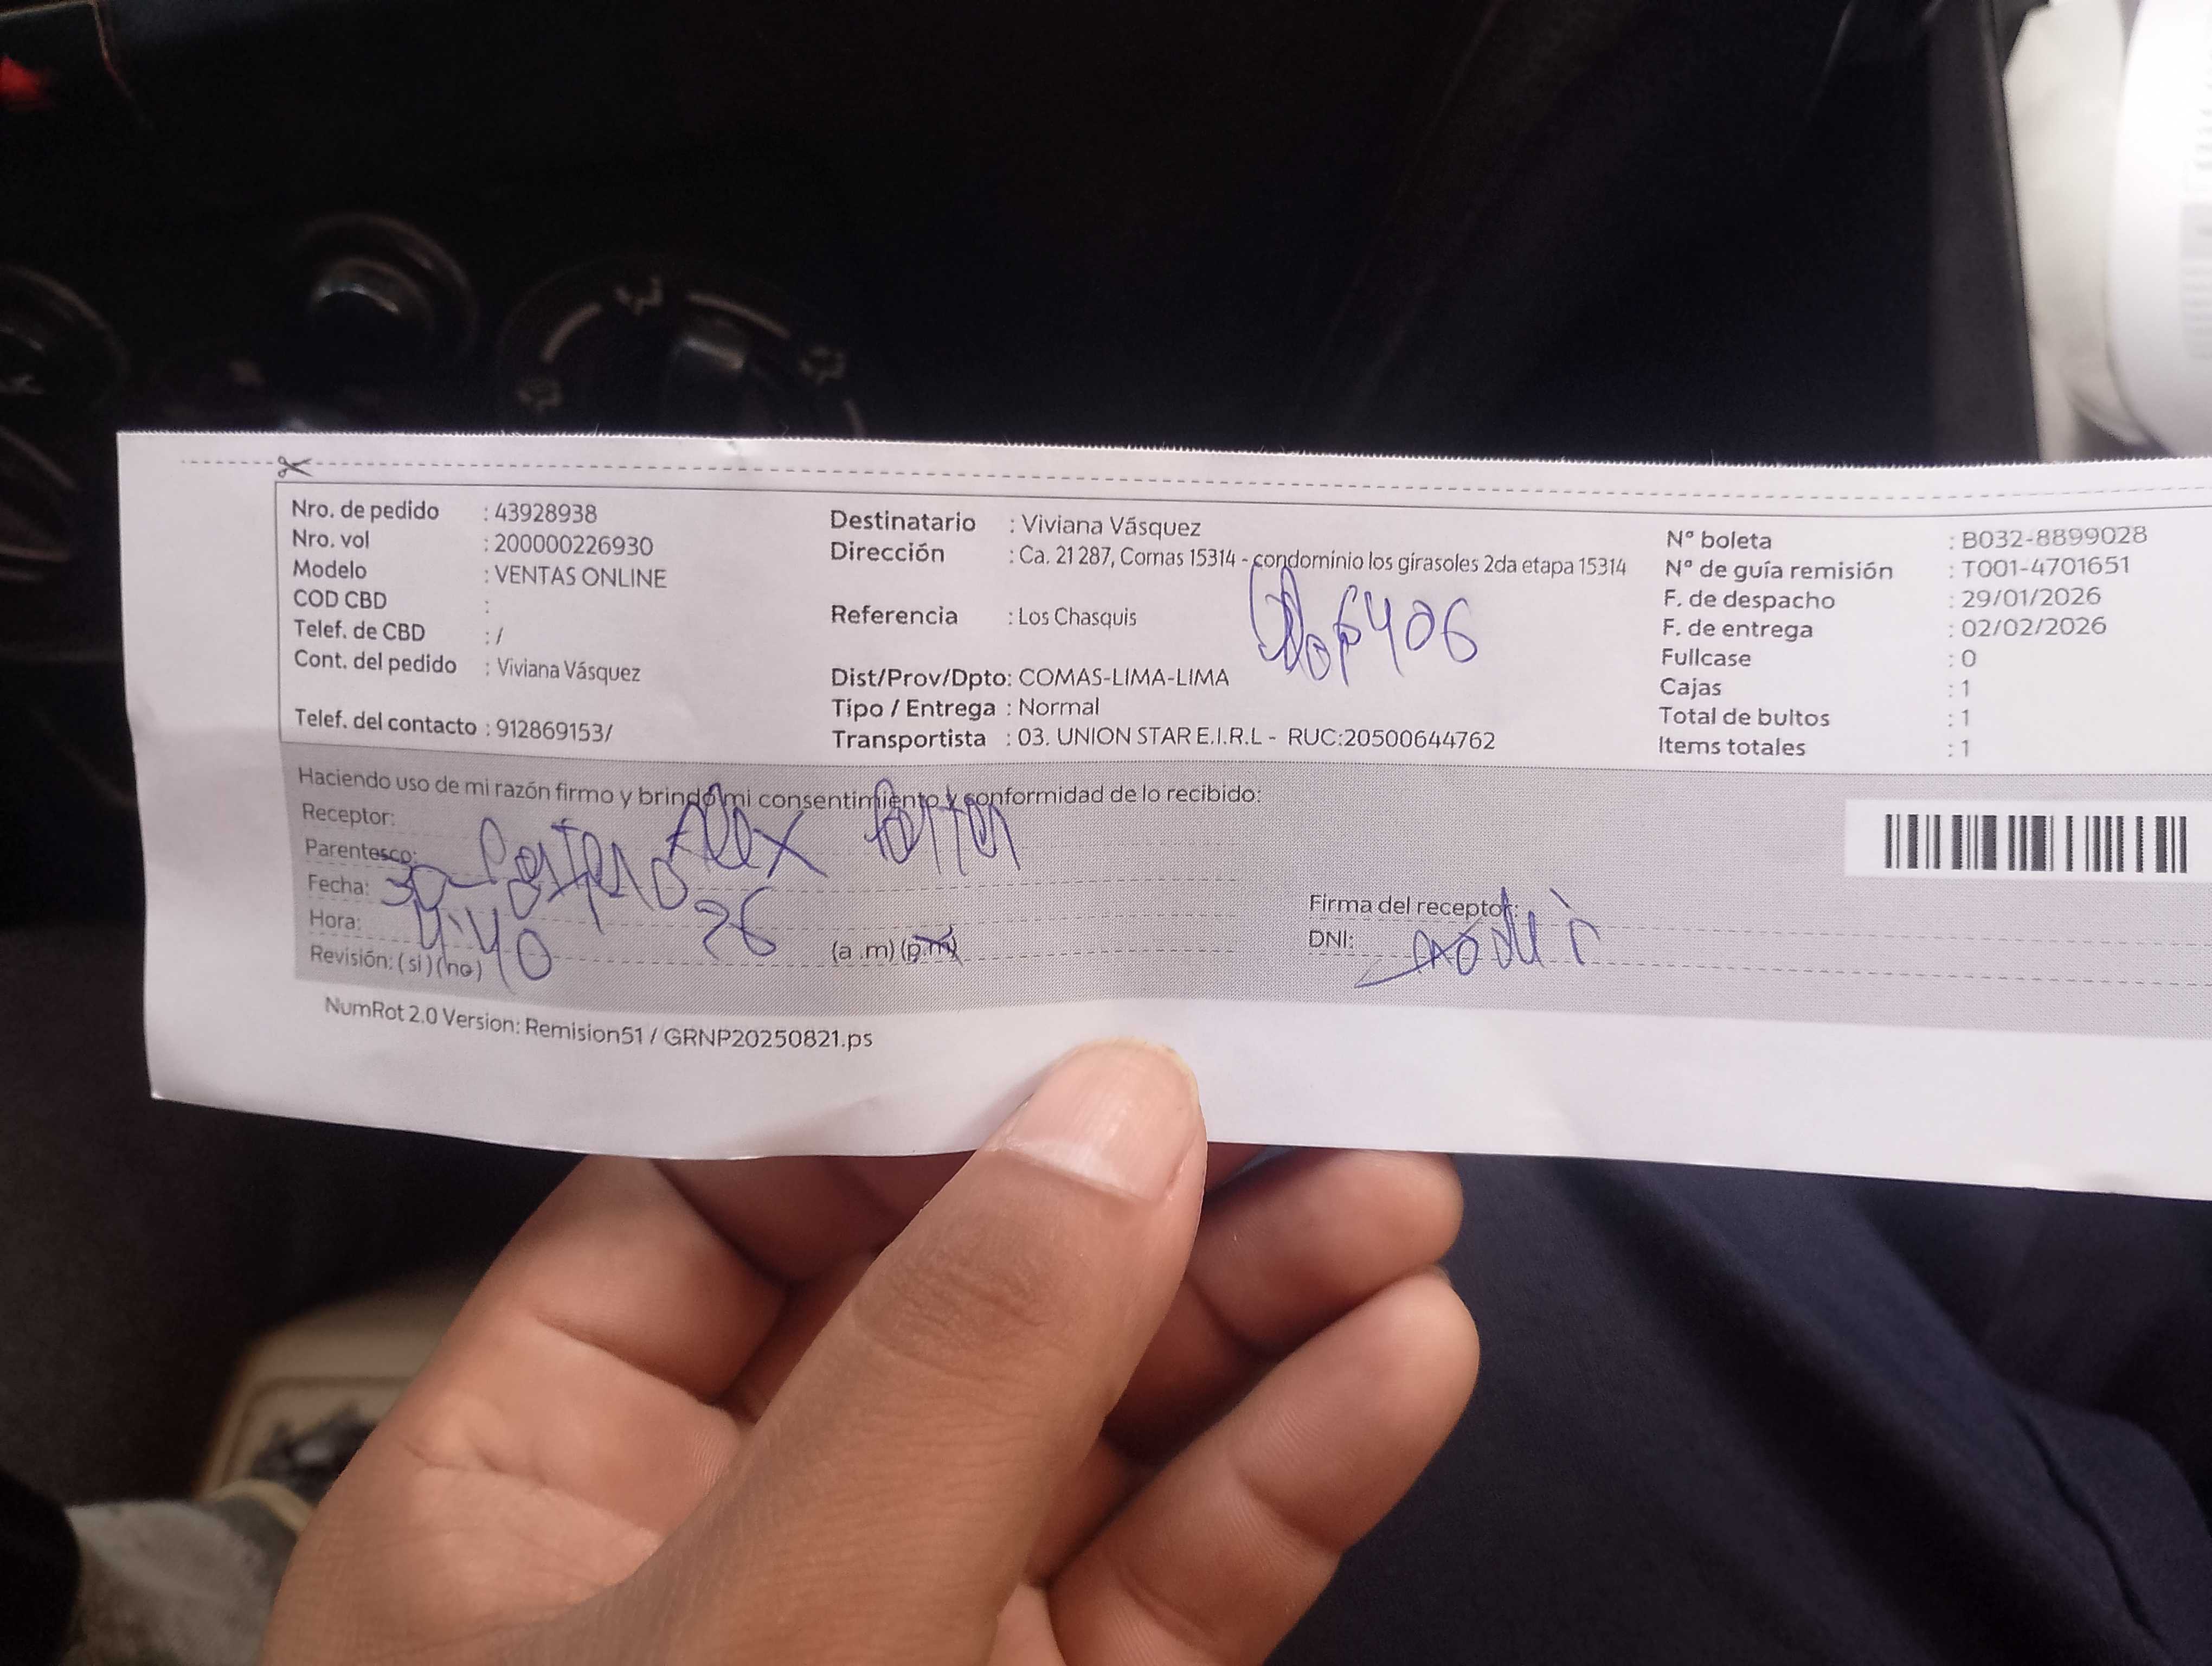 Nro. de pedido : 43928938
Nro. vol : 200000226930
Modelo : VENTAS ONLINE
COD CBD :
Telef. de CBD : /
Cont. del pedido : Viviana Vásquez
Telef. del contacto : 912869153/
Destinatario : Viviana Vásquez
Dirección : Ca. 21 287, Comas 15314 - condominio los girasoles 2da etapa 15314
Referencia : Los Chasquis
406
Dist/Prov/Dpto: COMAS-LIMA-LIMA
Tipo / Entrega : Normal
Transportista : 03. UNION STAR E.I.R.L - RUC:20500644762
N° boleta : B032-8899028
N° de guía remisión : T001-4701651
F. de despacho : 29/01/2026
F. de entrega : 02/02/2026
Fullcase : 0
Cajas : 1
Total de bultos : 1
Items totales : 1
Haciendo uso de mi razón firmo y brindo mi consentimiento y conformidad de lo recibido:
Receptor: Alex
Parentesco:
Fecha: 30 26
Hora: 4:40 (a .m) (p.m)
Revisión: (si) (no)
Firma del receptor:
DNI:
NumRot 2.0 Version: Remision51 / GRNP20250821.ps